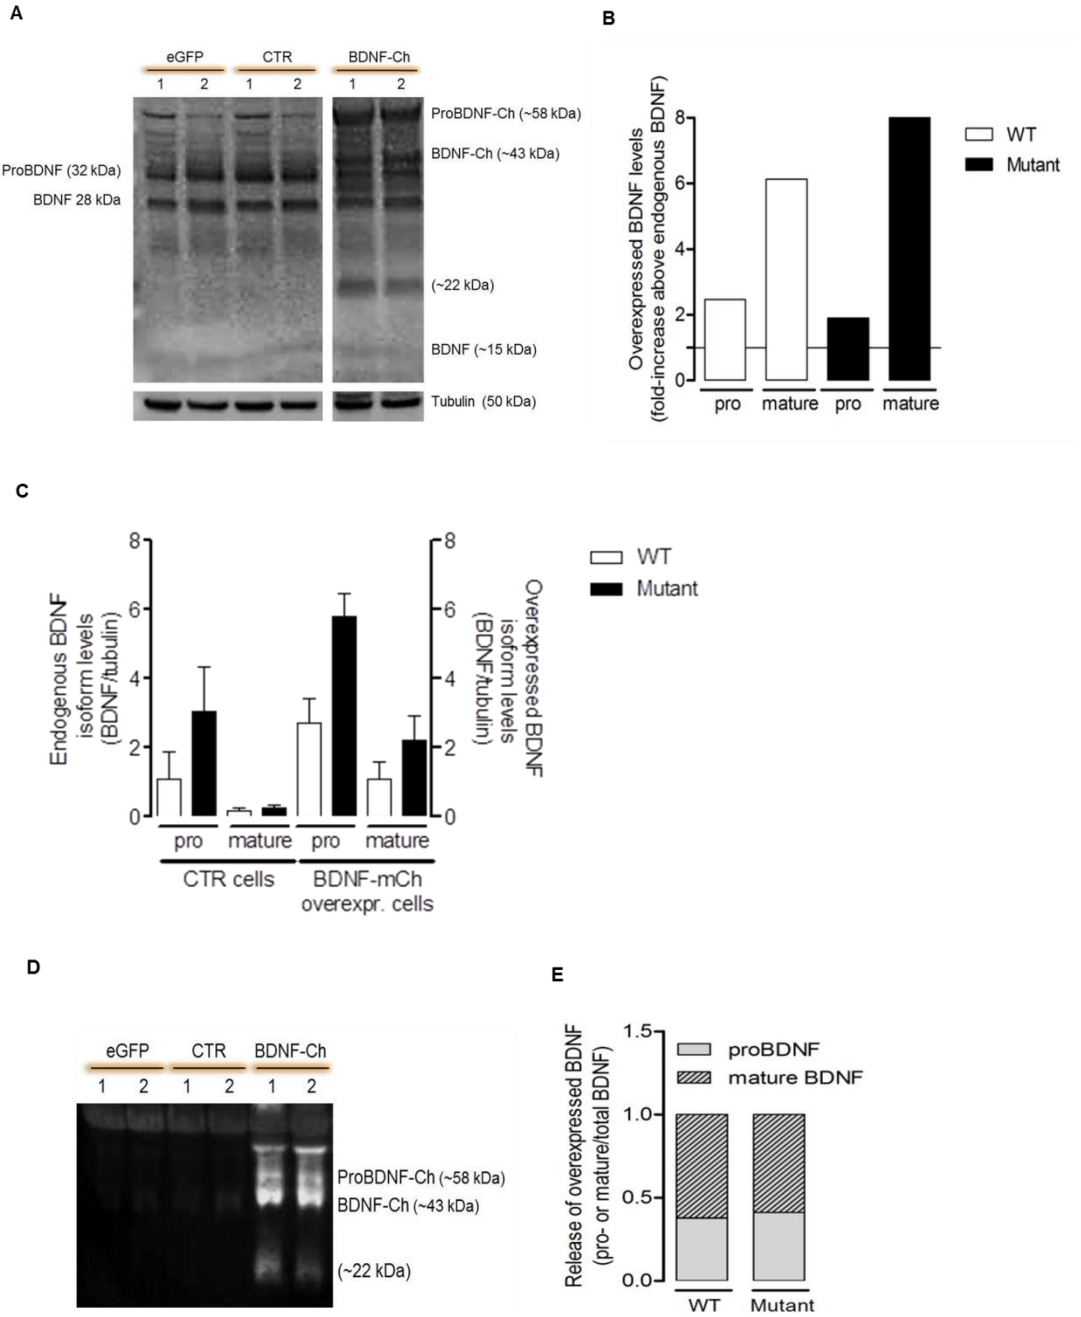 A
eGFP CTR BDNF-Ch
1 2 1 2 1 2
ProBDNF-Ch (~58 kDa)
BDNF-Ch (~43 kDa)
ProBDNF (32 kDa)
BDNF 28 kDa
(~22 kDa)
BDNF (~15 kDa)
Tubulin (50 kDa)
B
Overexpressed BDNF levels
(fold-increase above endogenous BDNF)
8
6
4
2
0
pro mature pro mature
WT
Mutant
C
Endogenous BDNF
isoform levels
(BDNF/tubulin)
8
6
4
2
0
8
6
4
2
0
Overexpressed BDNF
isoform levels
(BDNF/tubulin)
pro mature pro mature
CTR cells BDNF-mCh
overexpr. cells
WT
Mutant
D
eGFP CTR BDNF-Ch
1 2 1 2 1 2
ProBDNF-Ch (~58 kDa)
BDNF-Ch (~43 kDa)
(~22 kDa)
E
Release of overexpressed BDNF
(pro- or mature/total BDNF)
1.5
1.0
0.5
0.0
proBDNF
mature BDNF
WT Mutant